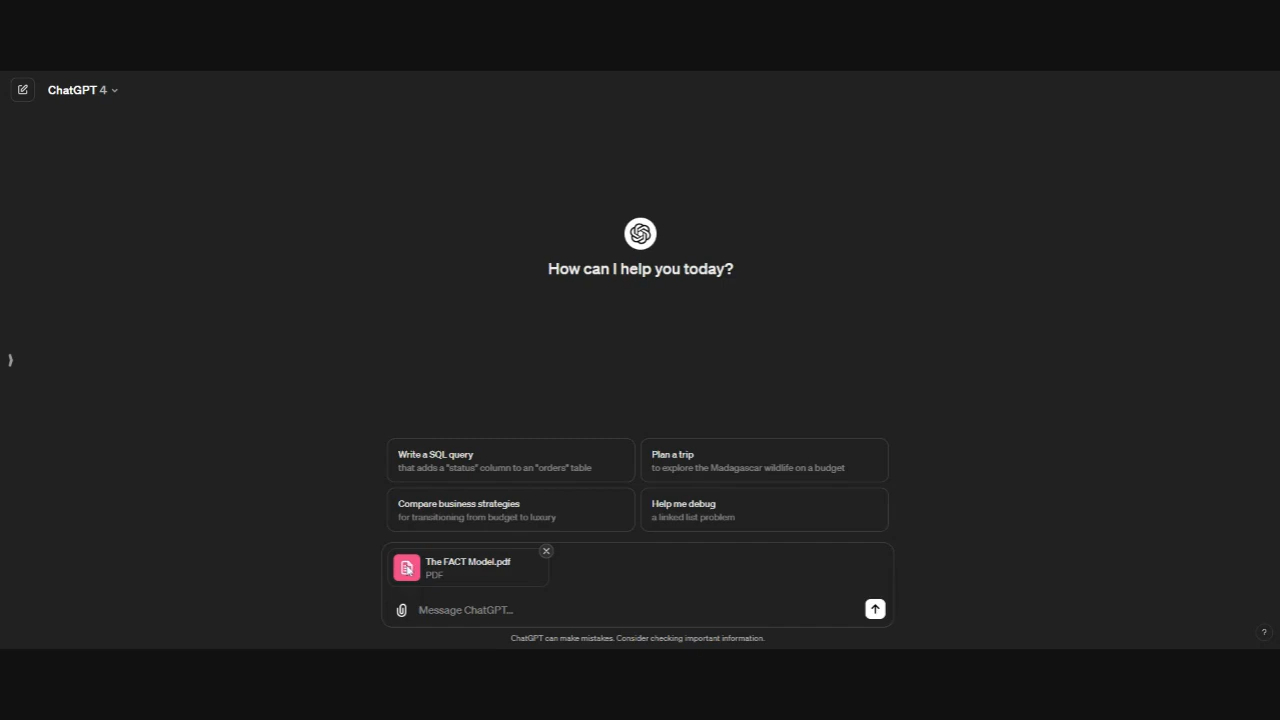 ChatGPT 4
How can I help you today?
Write a SQL query
that adds a "status" column to an "orders" table
Plan a trip
to explore the Madagascar wildlife on a budget
Compare business strategies
for transitioning from budget to luxury
Help me debug
a linked list problem
The FACT Model.pdf
PDF
Message ChatGPT...
ChatGPT can make mistakes. Consider checking important information.
?